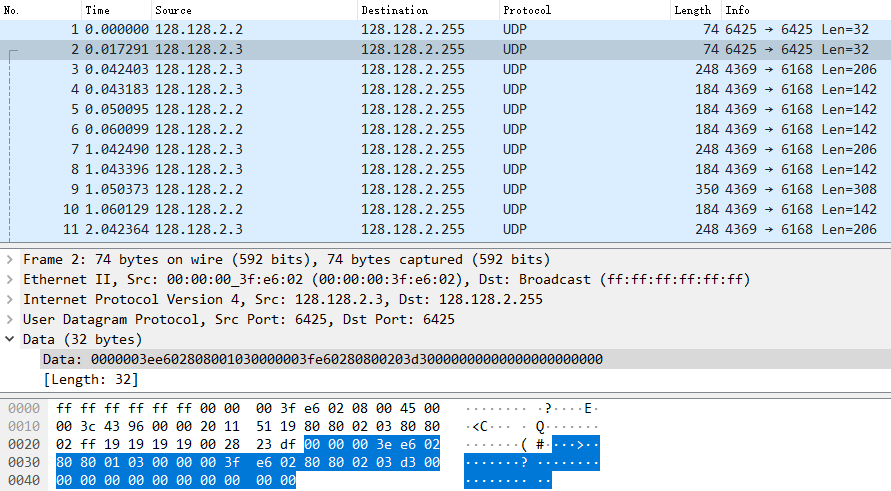 No. Time Source Destination Protocol Length Info
1 0.000000 128.128.2.2 128.128.2.255 UDP 74 6425 → 6425 Len=32
2 0.017291 128.128.2.3 128.128.2.255 UDP 74 6425 → 6425 Len=32
3 0.042403 128.128.2.3 128.128.2.255 UDP 248 4369 → 6168 Len=206
4 0.043183 128.128.2.3 128.128.2.255 UDP 184 4369 → 6168 Len=142
5 0.050095 128.128.2.2 128.128.2.255 UDP 184 4369 → 6168 Len=142
6 0.060099 128.128.2.2 128.128.2.255 UDP 184 4369 → 6168 Len=142
7 1.042490 128.128.2.3 128.128.2.255 UDP 248 4369 → 6168 Len=206
8 1.043396 128.128.2.3 128.128.2.255 UDP 184 4369 → 6168 Len=142
9 1.050373 128.128.2.2 128.128.2.255 UDP 350 4369 → 6168 Len=308
10 1.060129 128.128.2.2 128.128.2.255 UDP 184 4369 → 6168 Len=142
11 2.042364 128.128.2.3 128.128.2.255 UDP 248 4369 → 6168 Len=206
Frame 2: 74 bytes on wire (592 bits), 74 bytes captured (592 bits)
Ethernet II, Src: 00:00:00_3f:e6:02 (00:00:00:3f:e6:02), Dst: Broadcast (ff:ff:ff:ff:ff:ff)
Internet Protocol Version 4, Src: 128.128.2.3, Dst: 128.128.2.255
User Datagram Protocol, Src Port: 6425, Dst Port: 6425
Data (32 bytes)
Data: 0000003ee602808001030000003fe60280800203d3000000000000000000000
[Length: 32]
0000 ff ff ff ff ff ff 00 00 00 3f e6 02 08 00 45 00 ········ ·?····E·
0010 00 3c 43 96 00 00 20 11 51 19 80 80 02 03 80 80 ·<C··· · Q·······
0020 02 ff 19 19 19 19 00 28 23 df 00 00 00 3e e6 02 ·······( #····>··
0030 80 80 01 03 00 00 00 3f e6 02 80 80 02 03 d3 00 ·······? ········
0040 00 00 00 00 00 00 00 00 00 00 ········ ··